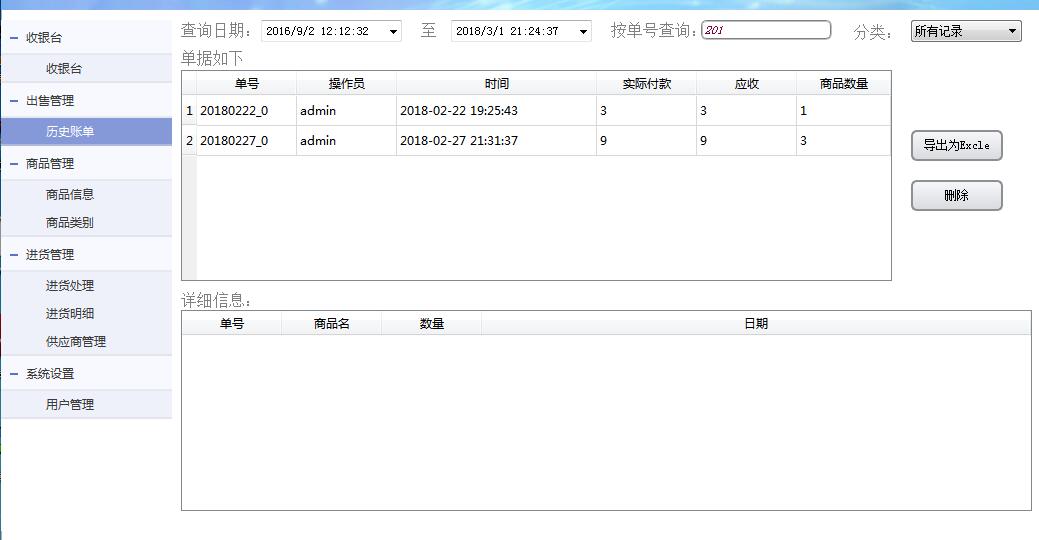 收银台
收银台
出售管理
历史账单
商品管理
商品信息
商品类别
进货管理
进货处理
进货明细
供应商管理
系统设置
用户管理
查询日期: 2016/9/2 12:12:32 至 2018/3/1 21:24:37 按单号查询: 201 分类: 所有记录
单据如下
单号 操作员 时间 实际付款 应收 商品数量
1 20180222_0 admin 2018-02-22 19:25:43 3 3 1
2 20180227_0 admin 2018-02-27 21:31:37 9 9 3
导出为Excle
删除
详细信息:
单号 商品名 数量 日期